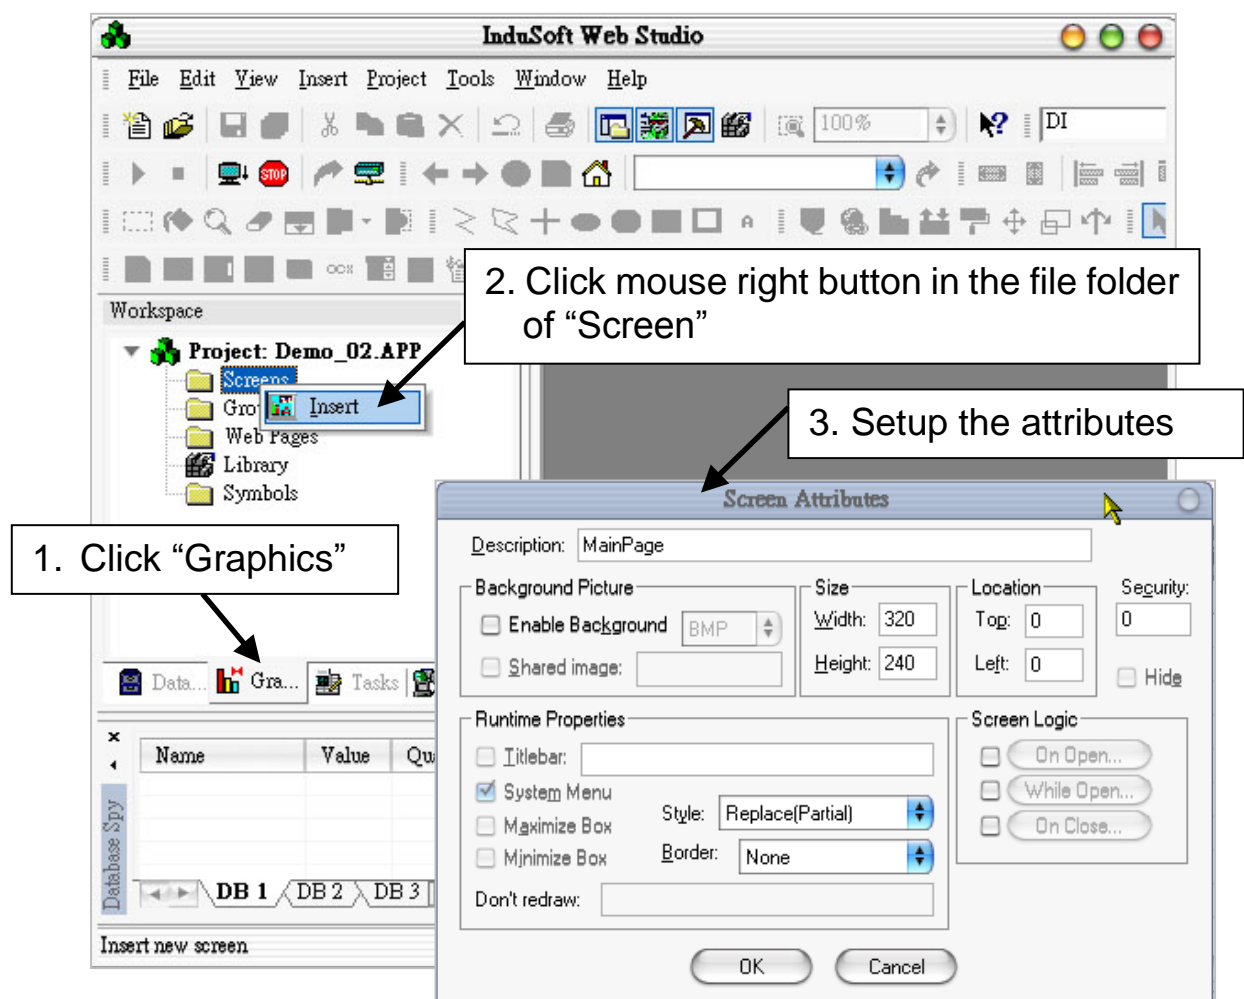 InduSoft Web Studio
File Edit View Insert Project Tools Window Help
100%
DI
STOP
A
OCX
2. Click mouse right button in the file folder
of “Screen”
Workspace
Project: Demo_02.APP
Screens
Insert
Web Pages
Library
Symbols
3. Setup the attributes
1. Click “Graphics”
Data... Gra... Tasks
Name Value Qu
Database Spy
DB 1 DB 2 DB 3
Insert new screen
Screen Attributes
Description: MainPage
Background Picture
Enable Background BMP
Shared image:
Size
Width: 320
Height: 240
Location
Top: 0
Left: 0
Security:
0
Hide
Runtime Properties
Titlebar:
System Menu
Maximize Box
Minimize Box
Style: Replace(Partial)
Border: None
Don't redraw:
Screen Logic
On Open...
While Open...
On Close...
OK Cancel